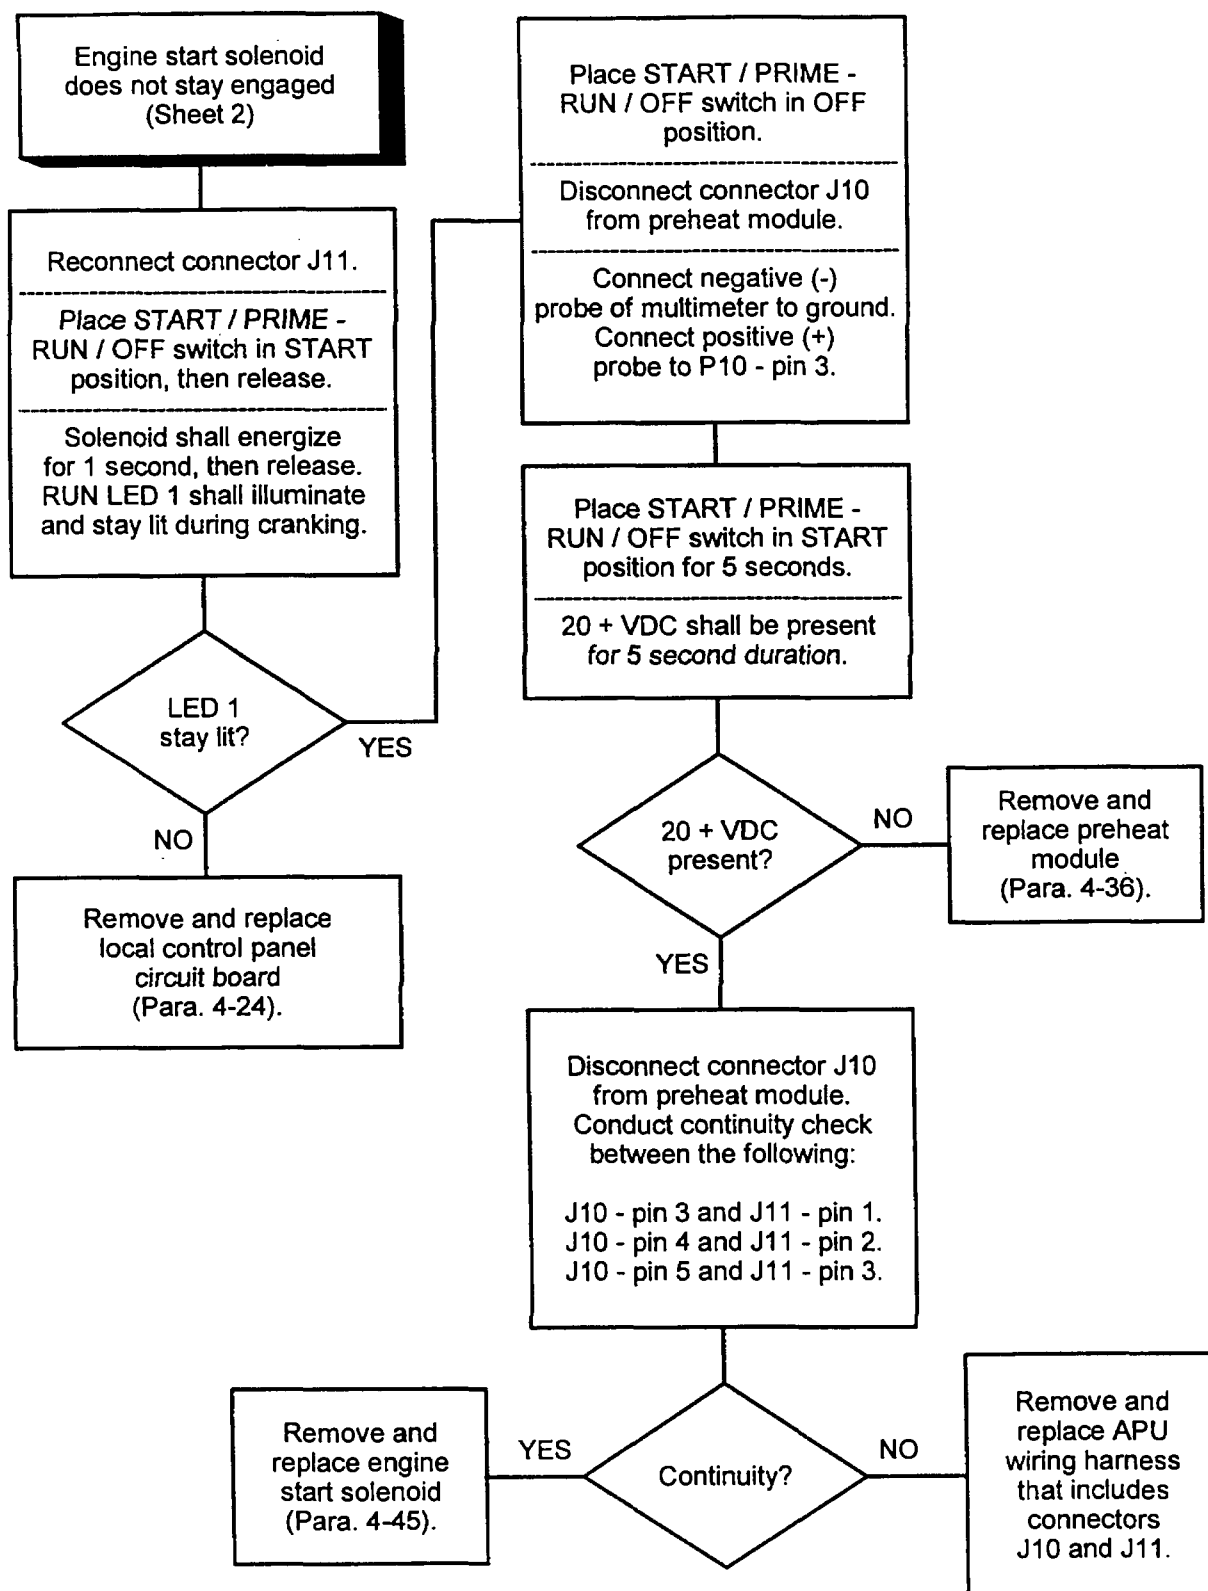 Engine start solenoid
does not stay engaged
(Sheet 2)
Reconnect connector J11.
Place START / PRIME -
RUN / OFF switch in START
position, then release.
Solenoid shall energize
for 1 second, then release.
RUN LED 1 shall illuminate
and stay lit during cranking.
LED 1
stay lit?
YES
NO
Remove and replace
local control panel
circuit board
(Para. 4-24).
Place START / PRIME -
RUN / OFF switch in OFF
position.
Disconnect connector J10
from preheat module.
Connect negative (-)
probe of multimeter to ground.
Connect positive (+)
probe to P10 - pin 3.
Place START / PRIME -
RUN / OFF switch in START
position for 5 seconds.
20 + VDC shall be present
for 5 second duration.
20 + VDC
present?
NO
Remove and
replace preheat
module
(Para. 4-36).
YES
Disconnect connector J10
from preheat module.
Conduct continuity check
between the following:
J10 - pin 3 and J11 - pin 1.
J10 - pin 4 and J11 - pin 2.
J10 - pin 5 and J11 - pin 3.
Continuity?
YES
Remove and
replace engine
start solenoid
(Para. 4-45).
NO
Remove and
replace APU
wiring harness
that includes
connectors
J10 and J11.